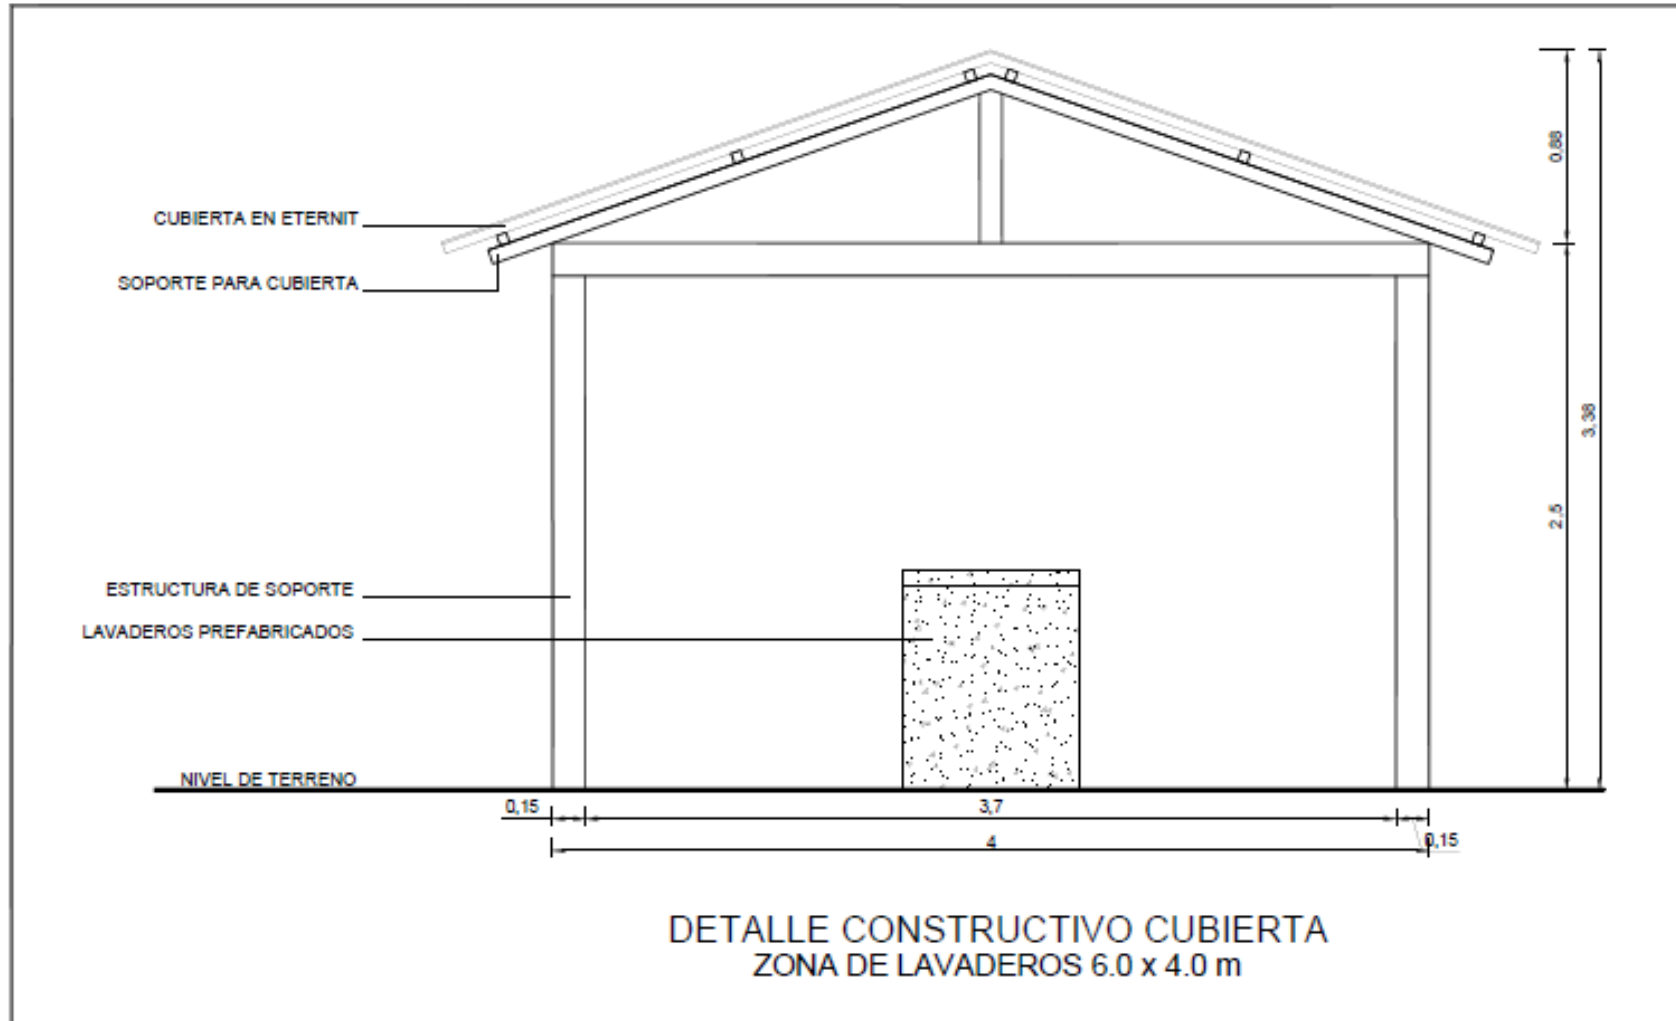 0.88
CUBIERTA EN ETERNIT
SOPORTE PARA CUBIERTA
3,38
2,5
ESTRUCTURA DE SOPORTE
LAVADEROS PREFABRICADOS
NIVEL DE TERRENO
0,15
3,7
0,15
4
DETALLE CONSTRUCTIVO CUBIERTA
ZONA DE LAVADEROS 6.0 x 4.0 m